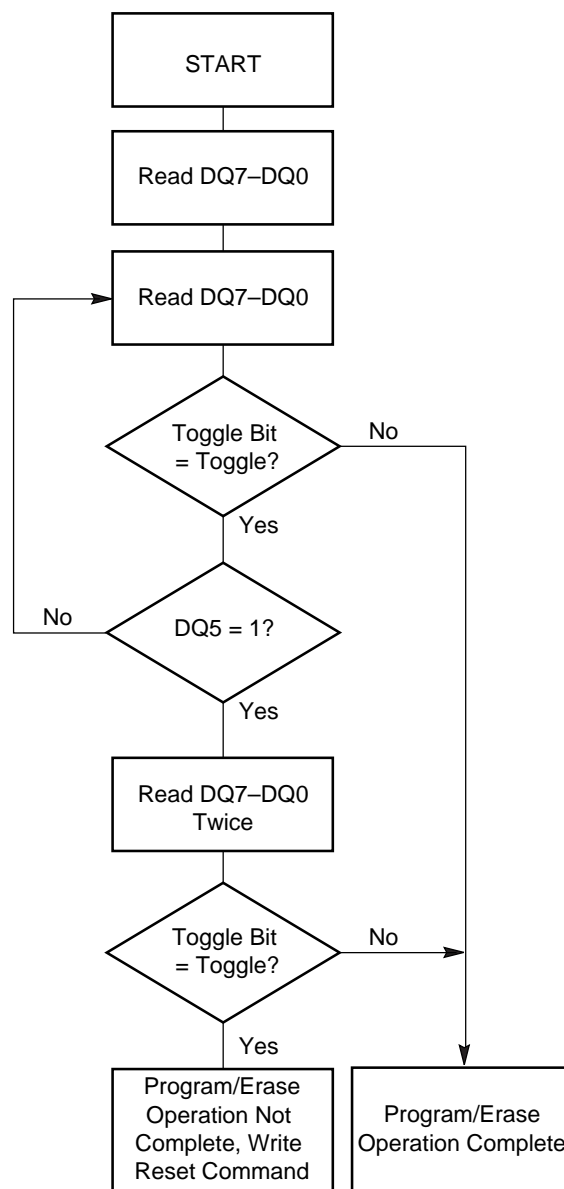 START
Read DQ7–DQ0
Read DQ7–DQ0
Toggle Bit
= Toggle?
No
Yes
No
DQ5 = 1?
Yes
Read DQ7–DQ0
Twice
Toggle Bit
= Toggle?
No
Yes
Program/Erase
Operation Not
Complete, Write
Reset Command
Program/Erase
Operation Complete